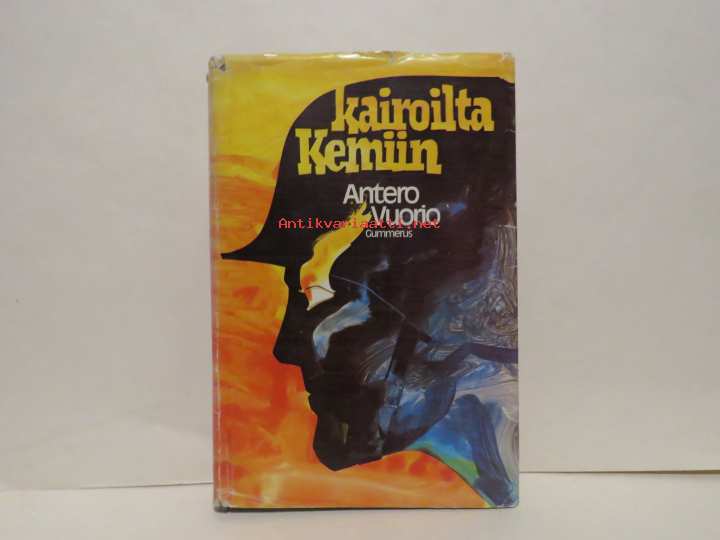 kairoilta
Kemiin
Antero
Vuorio
Gummerus
Antikvariaatti.net